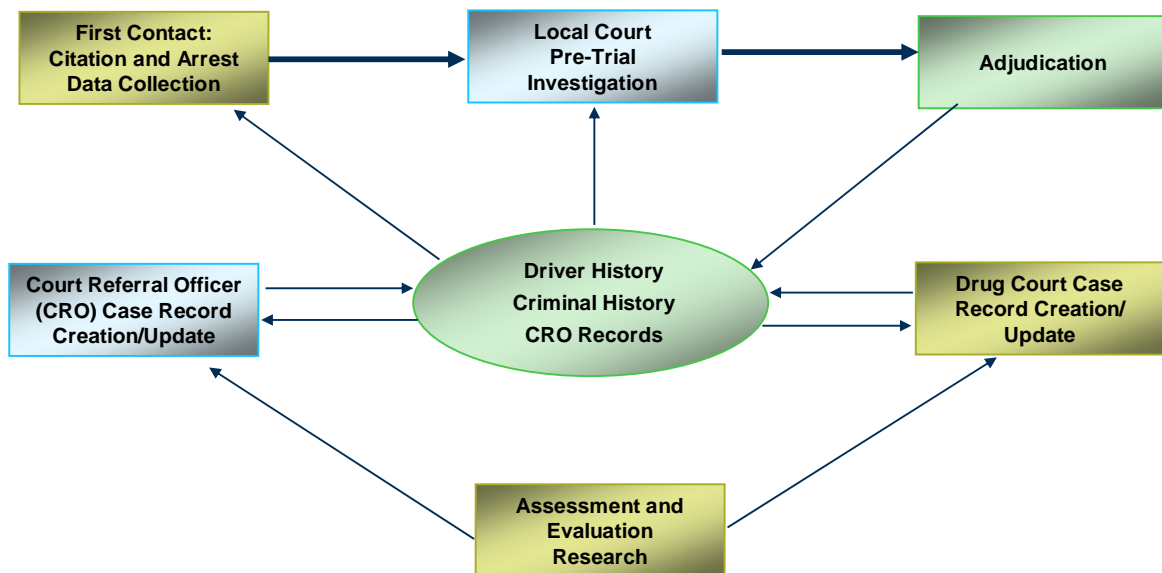 First Contact:
Citation and Arrest
Data Collection
Local Court
Pre-Trial
Investigation
Adjudication
Court Referral Officer
(CRO) Case Record
Creation/Update
Driver History
Criminal History
CRO Records
Drug Court Case
Record Creation/
Update
Assessment and
Evaluation
Research